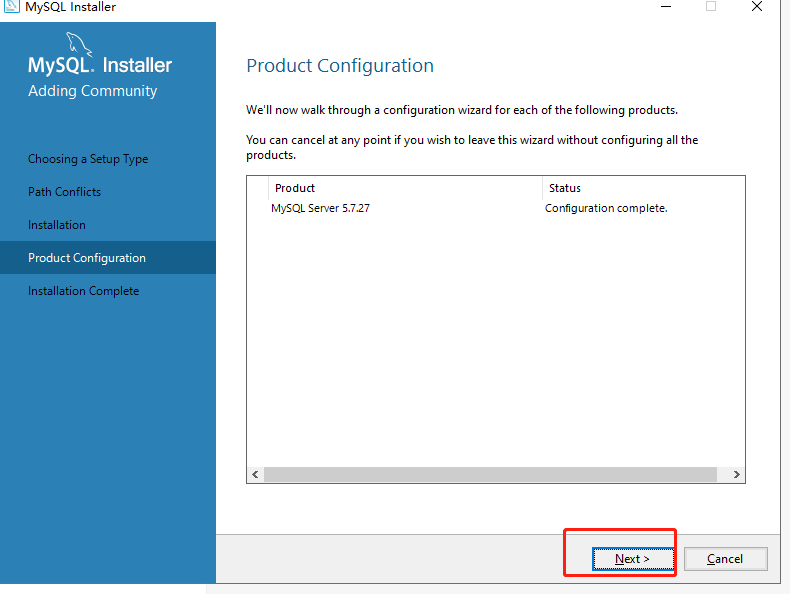 MySQL Installer
MySQL. Installer
Adding Community
Choosing a Setup Type
Path Conflicts
Installation
Product Configuration
Installation Complete
Product Configuration
We'll now walk through a configuration wizard for each of the following products.
You can cancel at any point if you wish to leave this wizard without configuring all the
products.
Product Status
MySQL Server 5.7.27 Configuration complete.
Next > Cancel